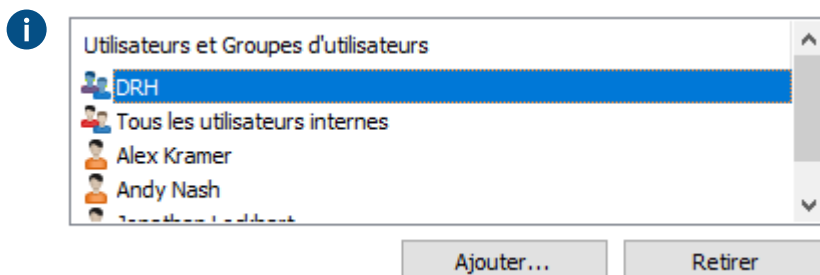 Utilisateurs et Groupes d'utilisateurs
DRH
Tous les utilisateurs internes
Alex Kramer
Andy Nash
Ajouter...
Retirer